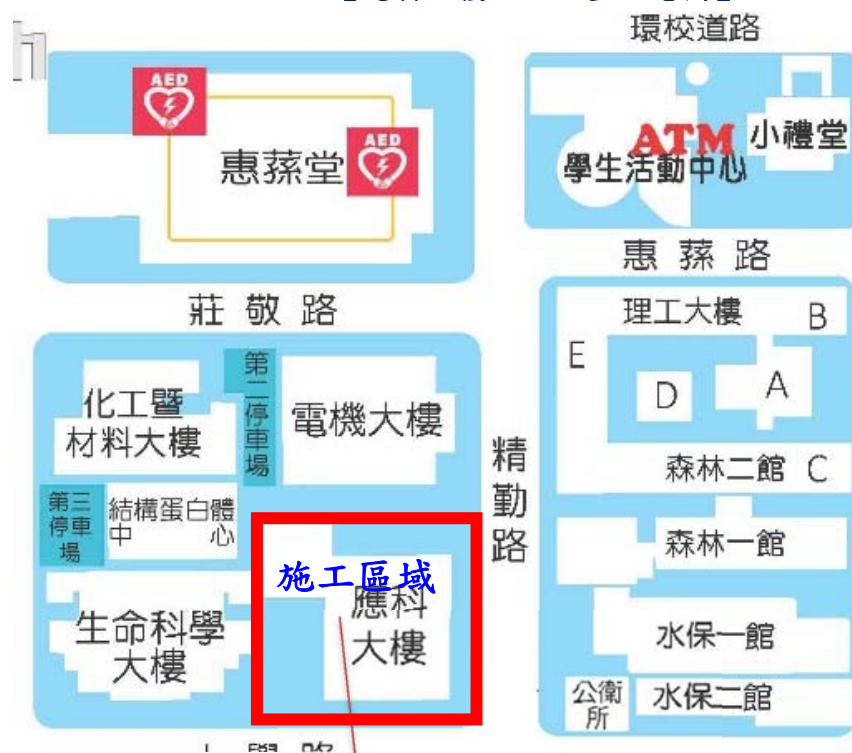 環校道路
AED
惠蓀堂
AED
ATM
學生活動中心
小禮堂
莊敬路
惠蓀路
理工大樓
B
E
D
A
森林二館 C
化工暨
材料大樓
第二停車場
電機大樓
精勤路
第三
停車
場
結構蛋白體
中心
森林一館
施工區域
應科
大樓
生命科學
大樓
水保一館
公衛
所
水保二館